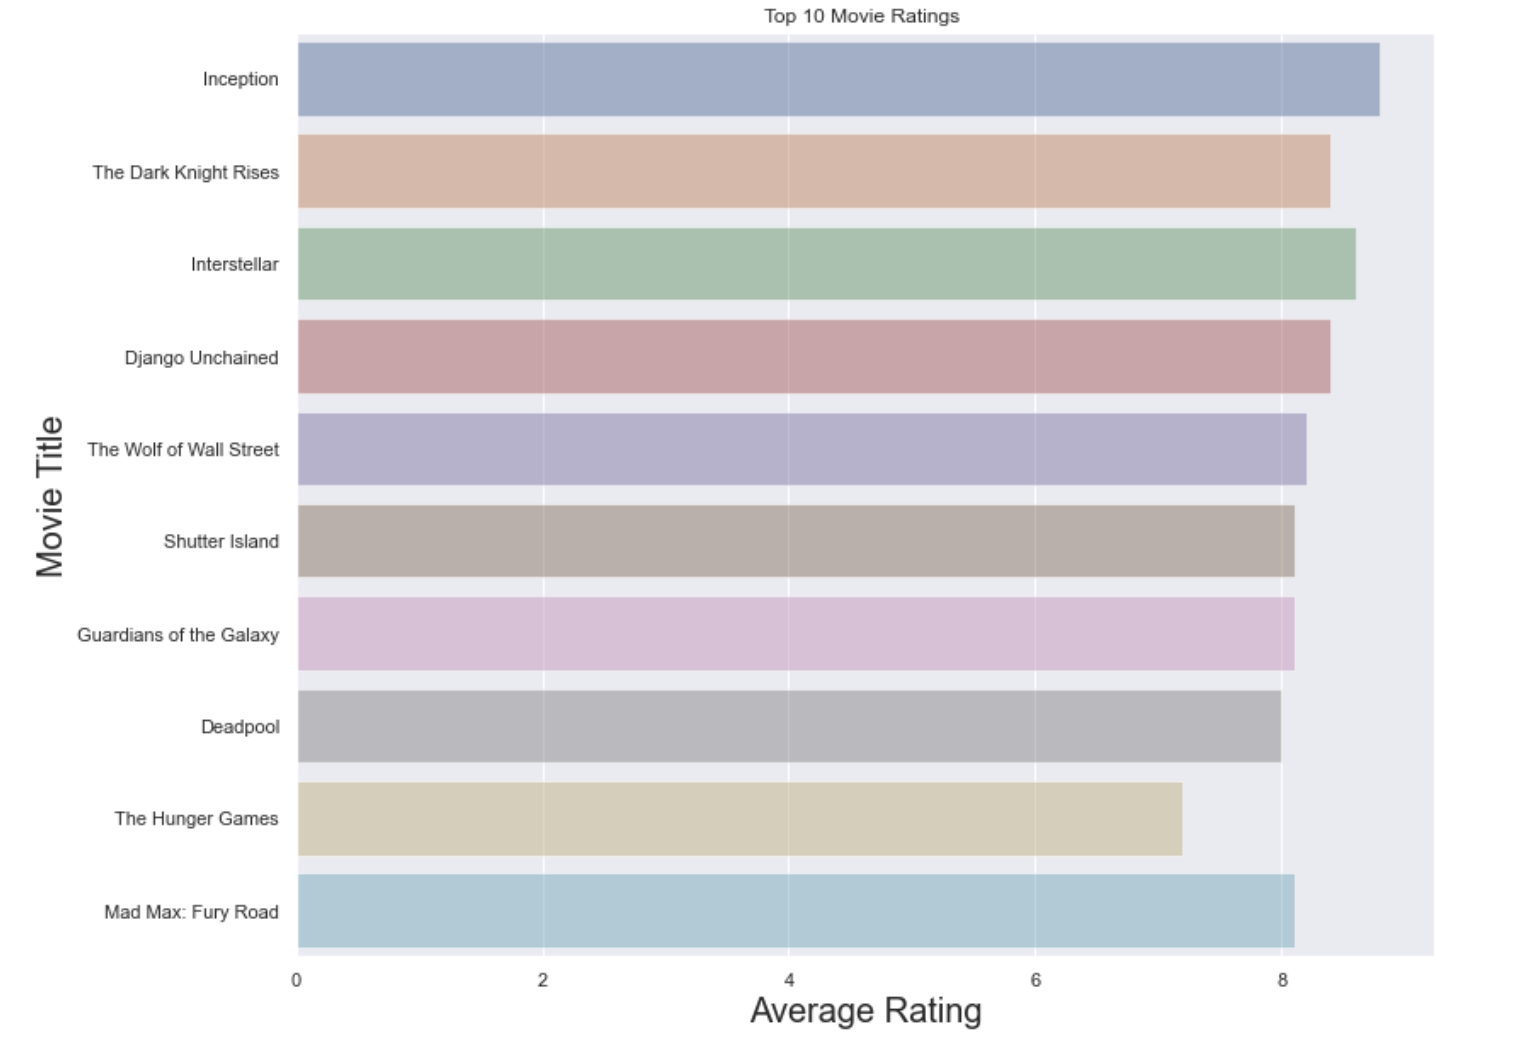 Top 10 Movie Ratings
Inception
The Dark Knight Rises
Interstellar
Django Unchained
The Wolf of Wall Street
Shutter Island
Guardians of the Galaxy
Deadpool
The Hunger Games
Mad Max: Fury Road
Movie Title
0 2 4 6 8
Average Rating